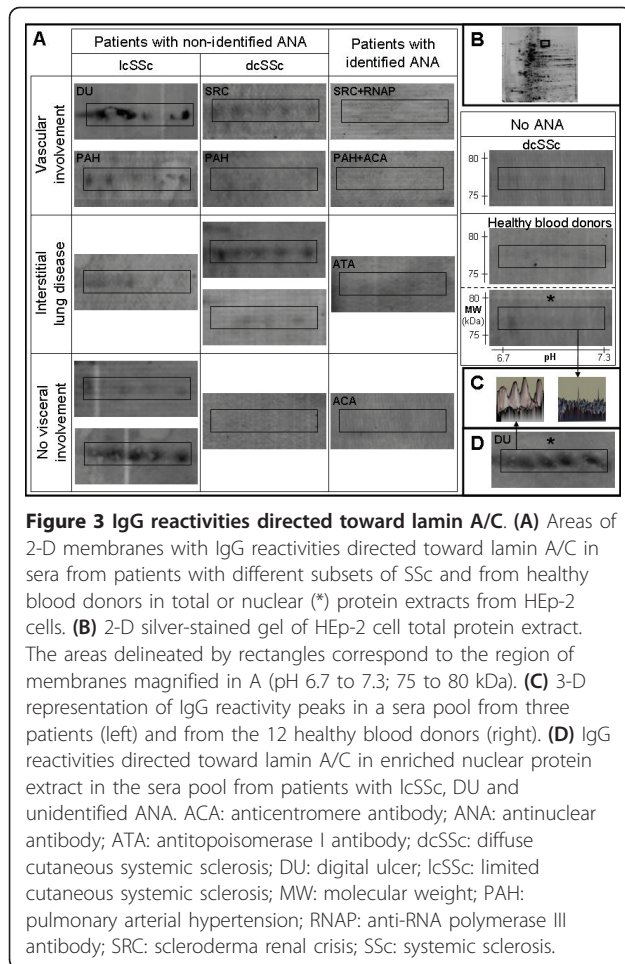 A
Patients with non-identified ANA
Patients with
identified ANA
lcSSc
dcSSc
Vascular
involvement
DU
SRC
SRC+RNAP
PAH
PAH
PAH+ACA
Interstitial
lung disease
ATA
No visceral
involvement
ACA
B
No ANA
dcSSc
80
75
Healthy blood donors
80
75
*
80
MW
(kDa)
75
6.7 pH 7.3
C
D
DU
*
Figure 3 IgG reactivities directed toward lamin A/C. (A) Areas of
2-D membranes with IgG reactivities directed toward lamin A/C in
sera from patients with different subsets of SSc and from healthy
blood donors in total or nuclear (*) protein extracts from HEp-2
cells. (B) 2-D silver-stained gel of HEp-2 cell total protein extract.
The areas delineated by rectangles correspond to the region of
membranes magnified in A (pH 6.7 to 7.3; 75 to 80 kDa). (C) 3-D
representation of IgG reactivity peaks in a sera pool from three
patients (left) and from the 12 healthy blood donors (right). (D) IgG
reactivities directed toward lamin A/C in enriched nuclear protein
extract in the sera pool from patients with lcSSc, DU and
unidentified ANA. ACA: anticentromere antibody; ANA: antinuclear
antibody; ATA: antitopoisomerase I antibody; dcSSc: diffuse
cutaneous systemic sclerosis; DU: digital ulcer; lcSSc: limited
cutaneous systemic sclerosis; MW: molecular weight; PAH:
pulmonary arterial hypertension; RNAP: anti-RNA polymerase III
antibody; SRC: scleroderma renal crisis; SSc: systemic sclerosis.